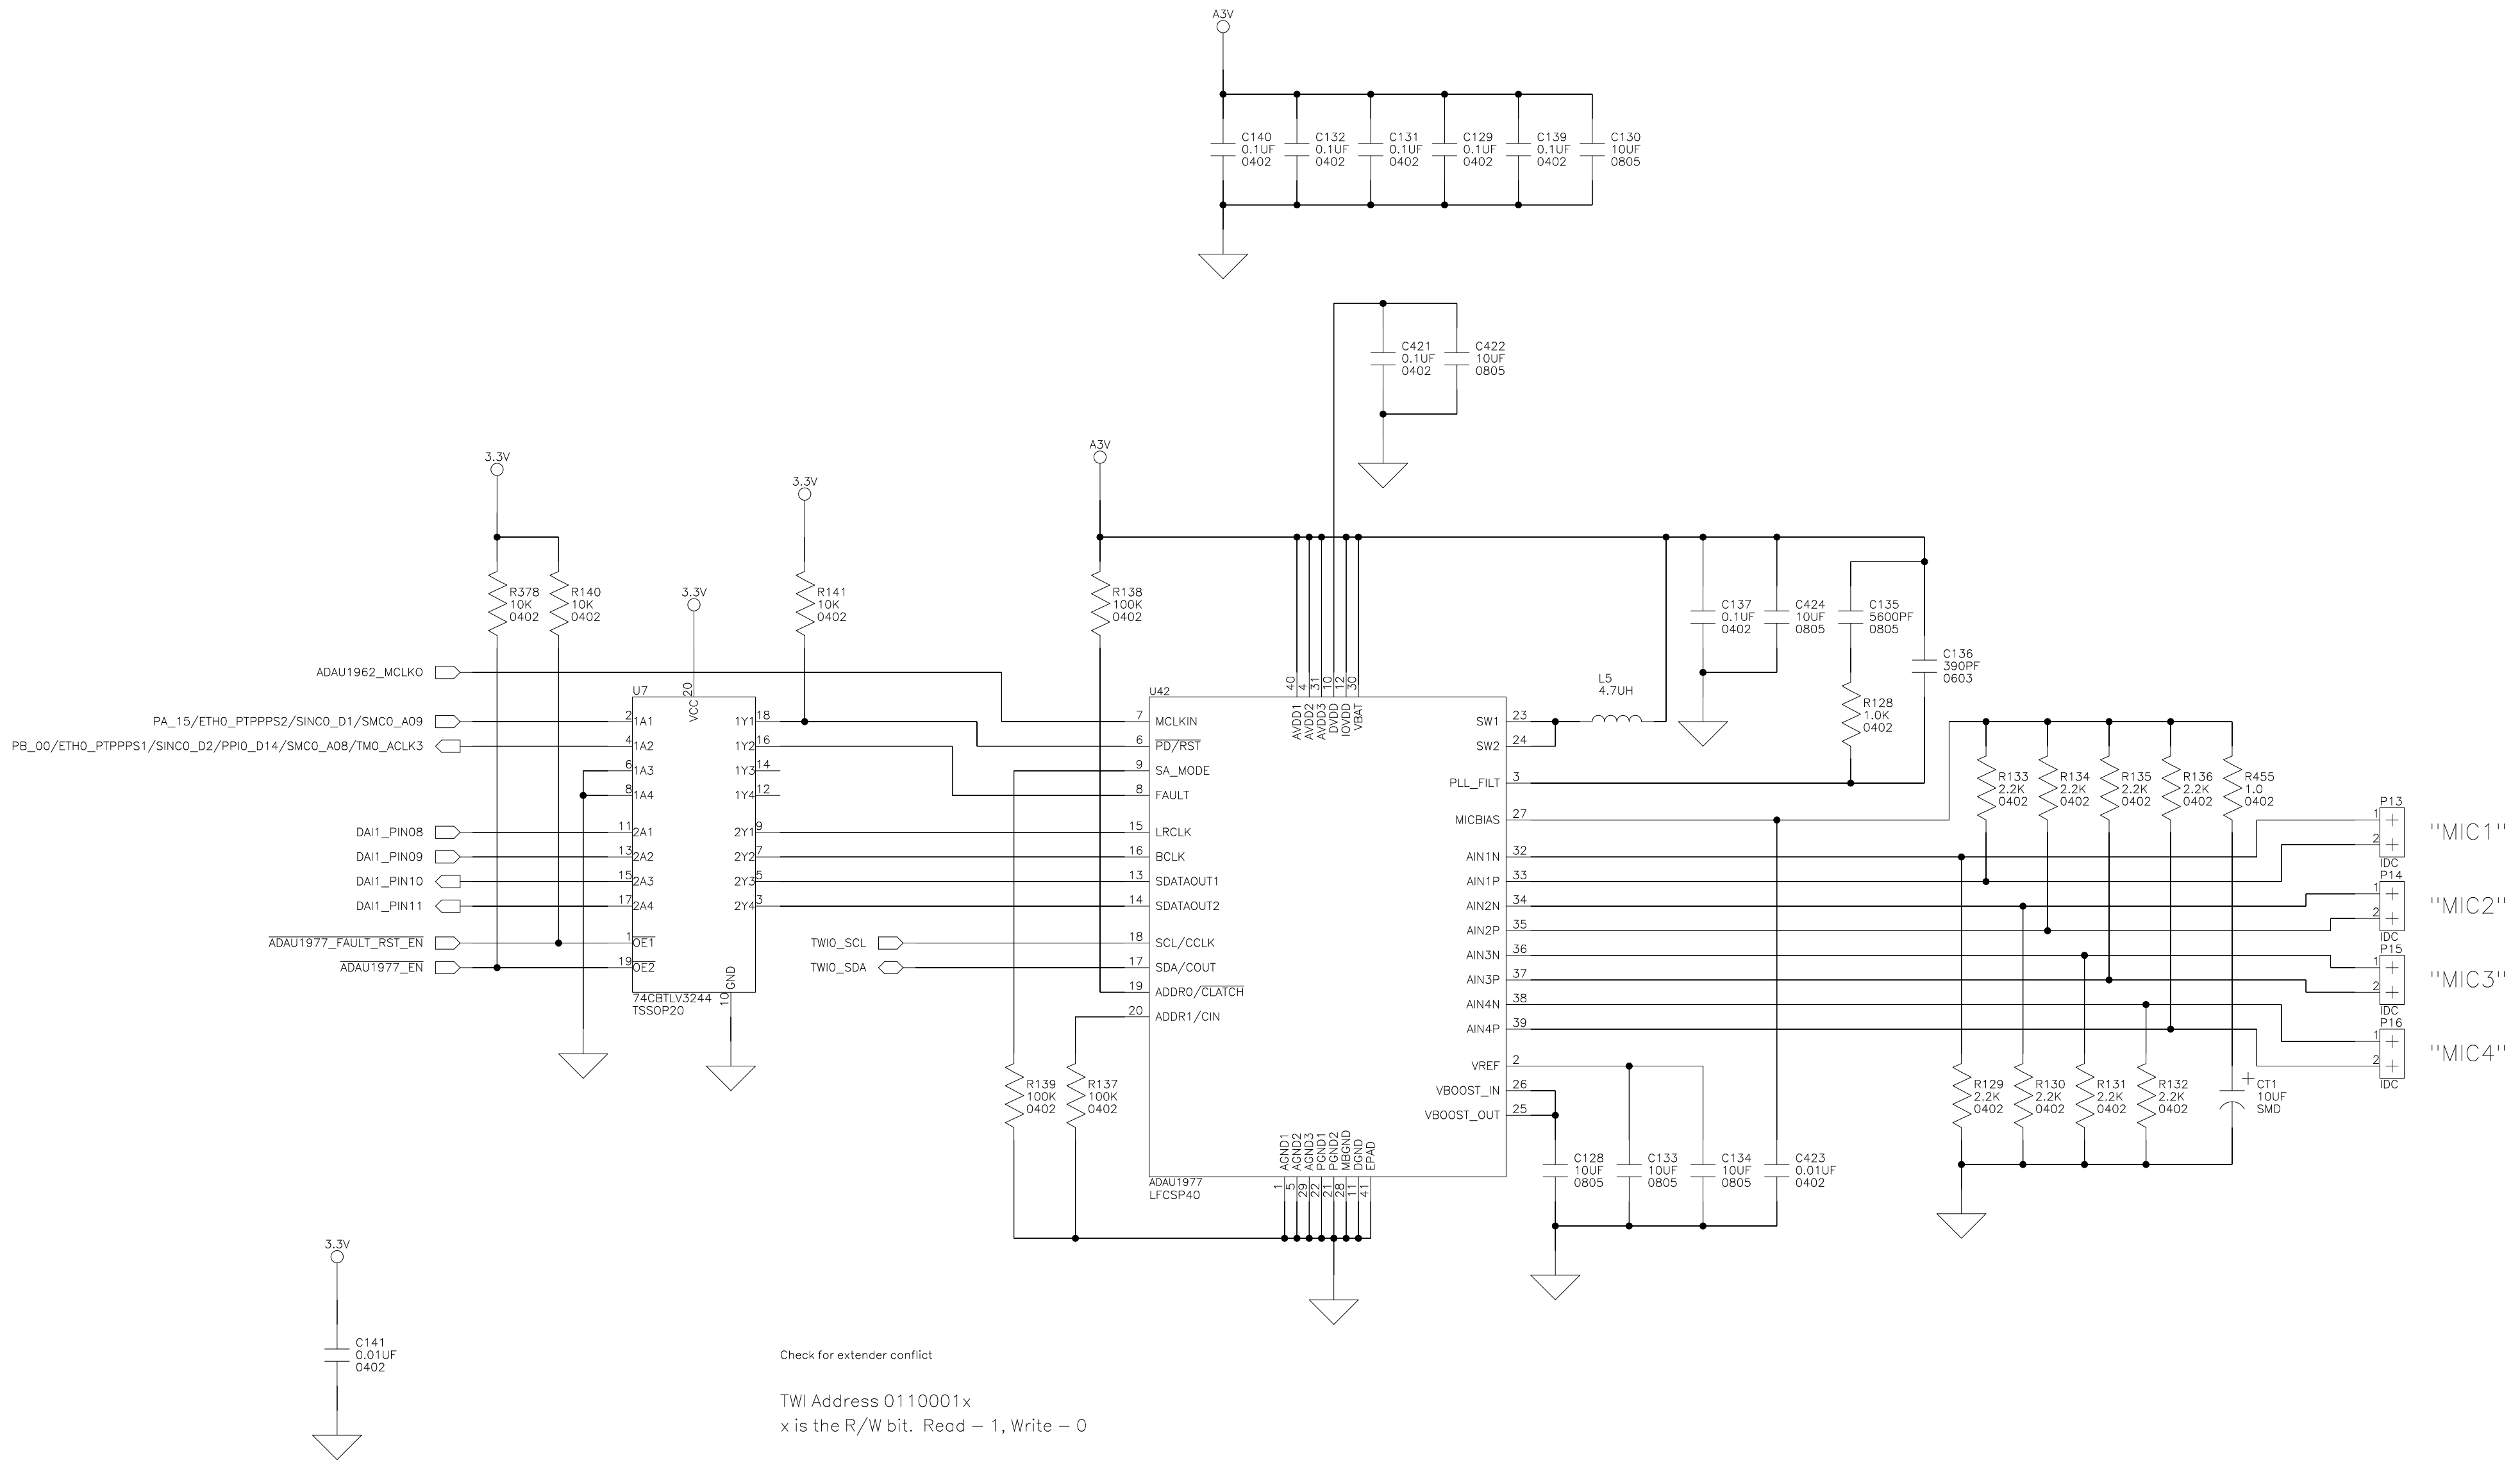 A3V
C140
0.1UF
0402
C132
0.1UF
0402
C131
0.1UF
0402
C129
0.1UF
0402
C139
0.1UF
0402
C130
10UF
0805
C421
0.1UF
0402
C422
10UF
0805
3.3V
R378
10K
0402
R140
10K
0402
3.3V
R141
10K
0402
3.3V
A3V
R138
100K
0402
C137
0.1UF
0402
C424
10UF
0805
C135
5600PF
0805
C136
390PF
0603
R128
1.0K
0402
L5
4.7UH
ADAU1962_MCLKO
PA_15/ETH0_PTPPPS2/SINC0_D1/SMC0_A09
PB_00/ETH0_PTPPPS1/SINC0_D2/PPI0_D14/SMC0_A08/TM0_ACLK3
DAI1_PIN08
DAI1_PIN09
DAI1_PIN10
DAI1_PIN11
ADAU1977_FAULT_RST_EN
ADAU1977_EN
U7
VCC 20
2 1A1 1Y1 18
4 1A2 1Y2 16
6 1A3 1Y3 14
8 1A4 1Y4 12
11 2A1 2Y1 9
13 2A2 2Y2 7
15 2A3 2Y3 5
17 2A4 2Y4 3
1 OE1
19 OE2
10 GND
74CBTLV3244
TSSOP20
TWI0_SCL
TWI0_SDA
U42
40 AVDD1
4 AVDD2
31 AVDD3
10 DVDD
12 IOVDD
30 VBAT
7 MCLKIN
6 PD/RST
9 SA_MODE
8 FAULT
15 LRCLK
16 BCLK
13 SDATAOUT1
14 SDATAOUT2
18 SCL/CCLK
17 SDA/COUT
19 ADDR0/CLATCH
20 ADDR1/CIN
SW1 23
SW2 24
PLL_FILT 3
MICBIAS 27
AIN1N 32
AIN1P 33
AIN2N 34
AIN2P 35
AIN3N 36
AIN3P 37
AIN4N 38
AIN4P 39
VREF 2
VBOOST_IN 26
VBOOST_OUT 25
1 AGND1
5 AGND2
29 AGND3
22 PGND1
21 PGND2
28 MBGND
11 DGND
41 EPAD
ADAU1977
LFCSP40
R139
100K
0402
R137
100K
0402
R133
2.2K
0402
R134
2.2K
0402
R135
2.2K
0402
R136
2.2K
0402
R455
1.0
0402
P13
1
2
IDC
"MIC1"
P14
1
2
IDC
"MIC2"
P15
1
2
IDC
"MIC3"
P16
1
2
IDC
"MIC4"
R129
2.2K
0402
R130
2.2K
0402
R131
2.2K
0402
R132
2.2K
0402
CT1
10UF
SMD
C128
10UF
0805
C133
10UF
0805
C134
10UF
0805
C423
0.01UF
0402
3.3V
C141
0.01UF
0402
Check for extender conflict
TWI Address 0110001x
x is the R/W bit. Read – 1, Write – 0